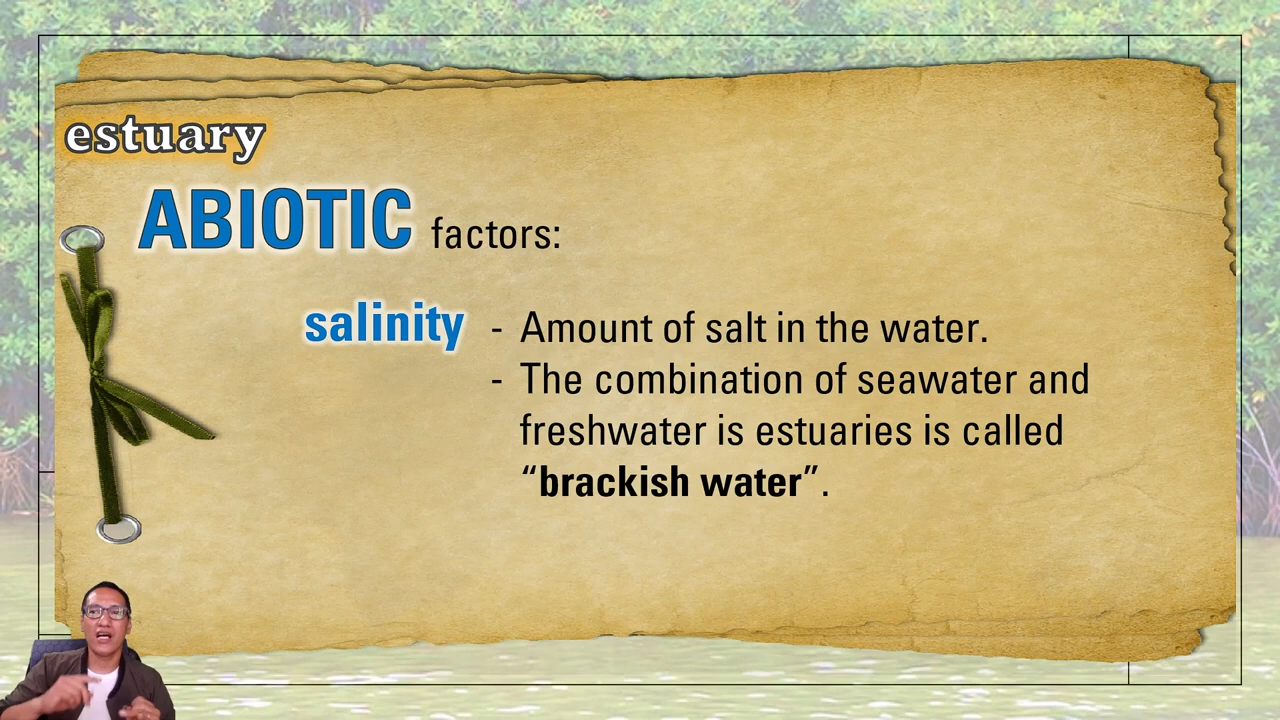 estuary
ABIOTIC factors:
salinity - Amount of salt in the water.
- The combination of seawater and
freshwater is estuaries is called
“brackish water”.